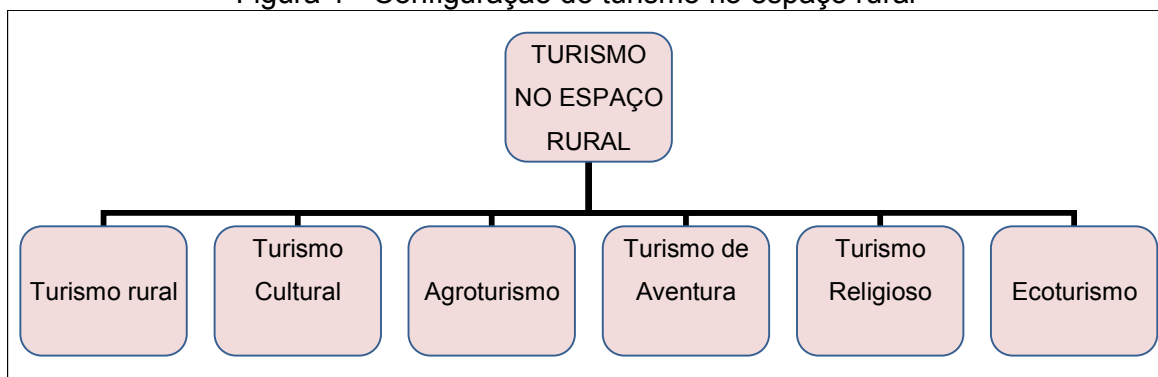 Figura 1 - Configuração do turismo no espaço rural
TURISMO
NO ESPAÇO
RURAL
Turismo rural
Turismo
Cultural
Agroturismo
Turismo de
Aventura
Turismo
Religioso
Ecoturismo